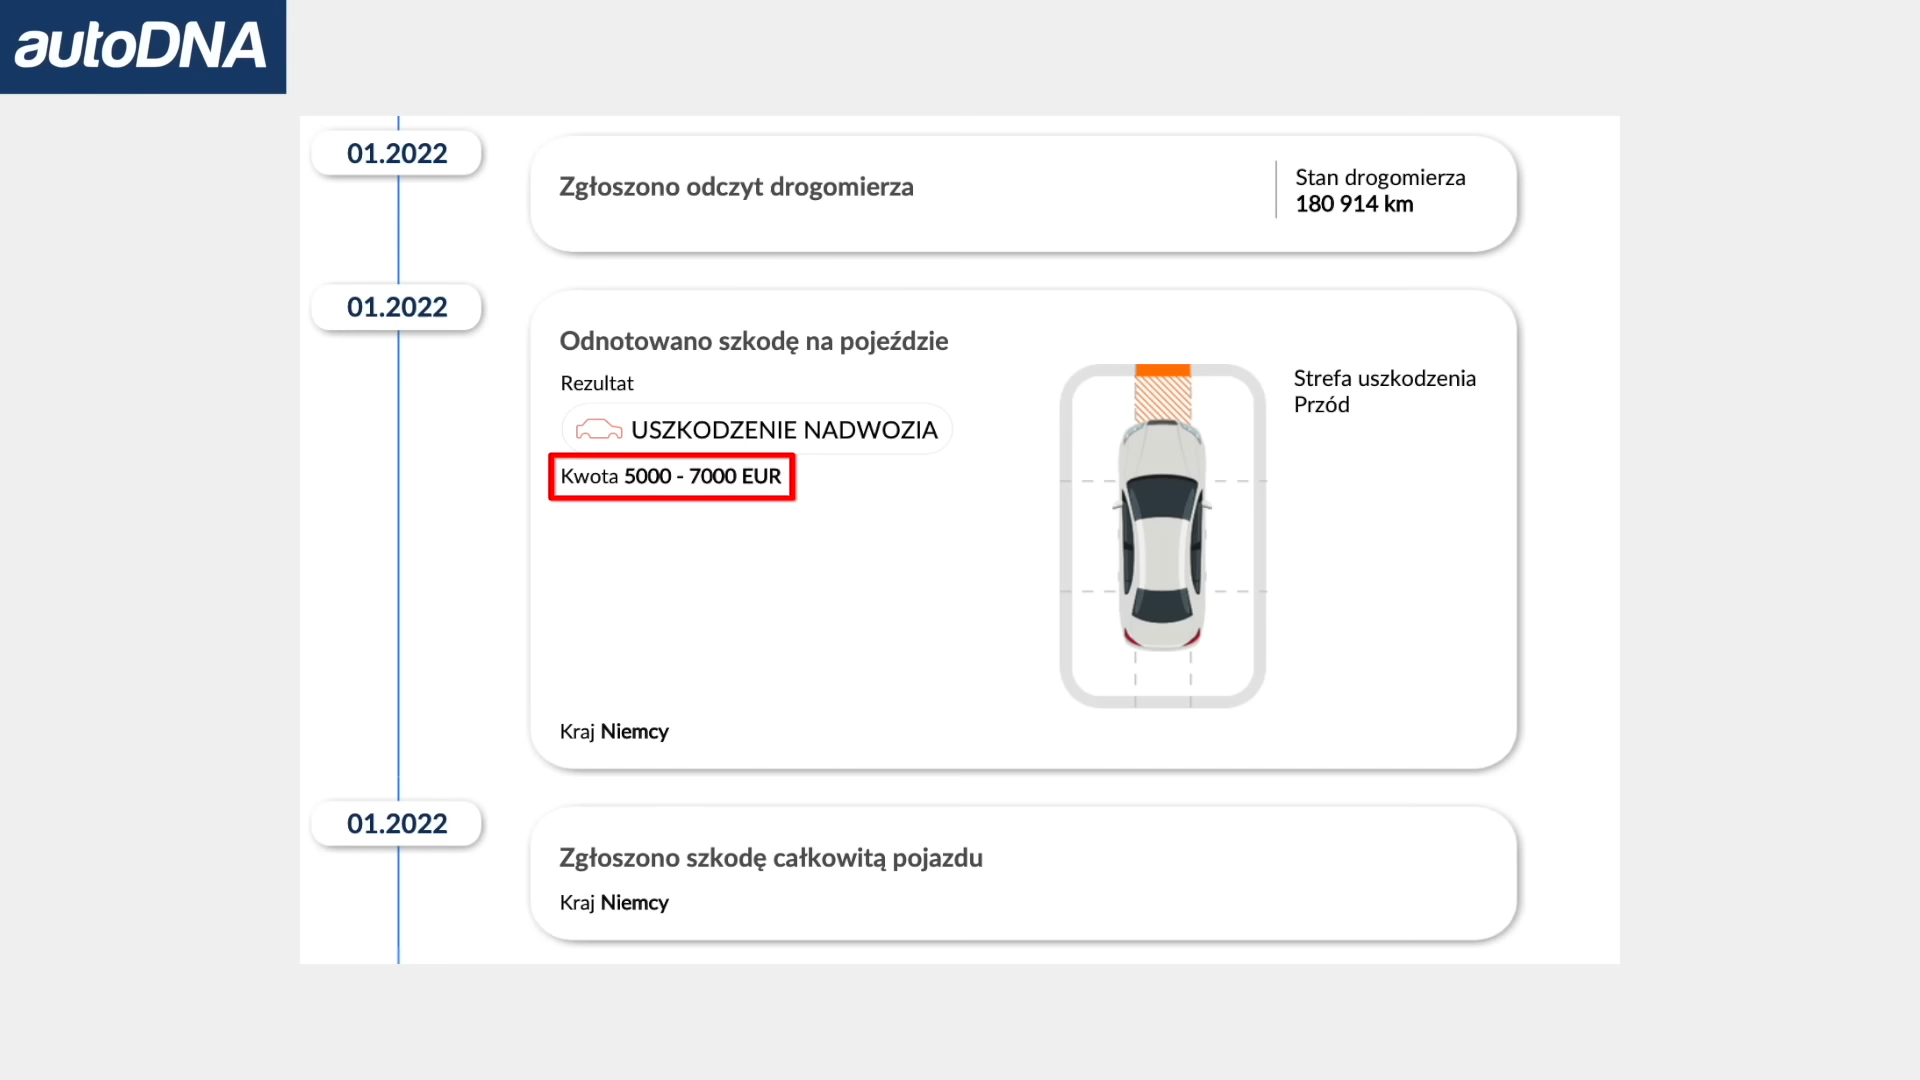 autoDNA
01.2022
Zgłoszono odczyt drogomierza
Stan drogomierza
180 914 km
01.2022
Odnotowano szkodę na pojeździe
Rezultat
USZKODZENIE NADWOZIA
Kwota 5000 - 7000 EUR
Strefa uszkodzenia
Przód
Kraj Niemcy
01.2022
Zgłoszono szkodę całkowitą pojazdu
Kraj Niemcy